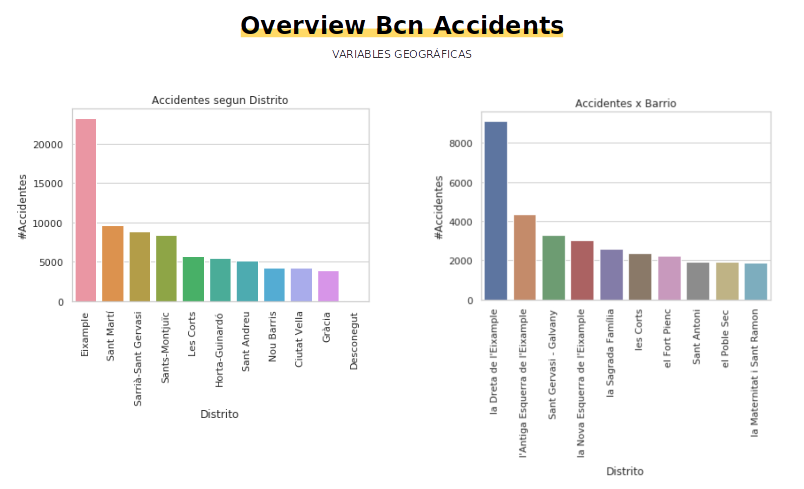 Overview Bcn Accidents
VARIABLES GEOGRÁFICAS
Accidentes segun Distrito
#Accidentes
20000
15000
10000
5000
0
Eixample
Sant Martí
Sarrià-Sant Gervasi
Sants-Montjuïc
Les Corts
Horta-Guinardó
Sant Andreu
Nou Barris
Ciutat Vella
Gràcia
Desconegut
Distrito
Accidentes x Barrio
#Accidentes
8000
6000
4000
2000
0
la Dreta de l'Eixample
l'Antiga Esquerra de l'Eixample
Sant Gervasi - Galvany
la Nova Esquerra de l'Eixample
la Sagrada Família
les Corts
el Fort Pienc
Sant Antoni
el Poble Sec
la Maternitat i Sant Ramon
Distrito